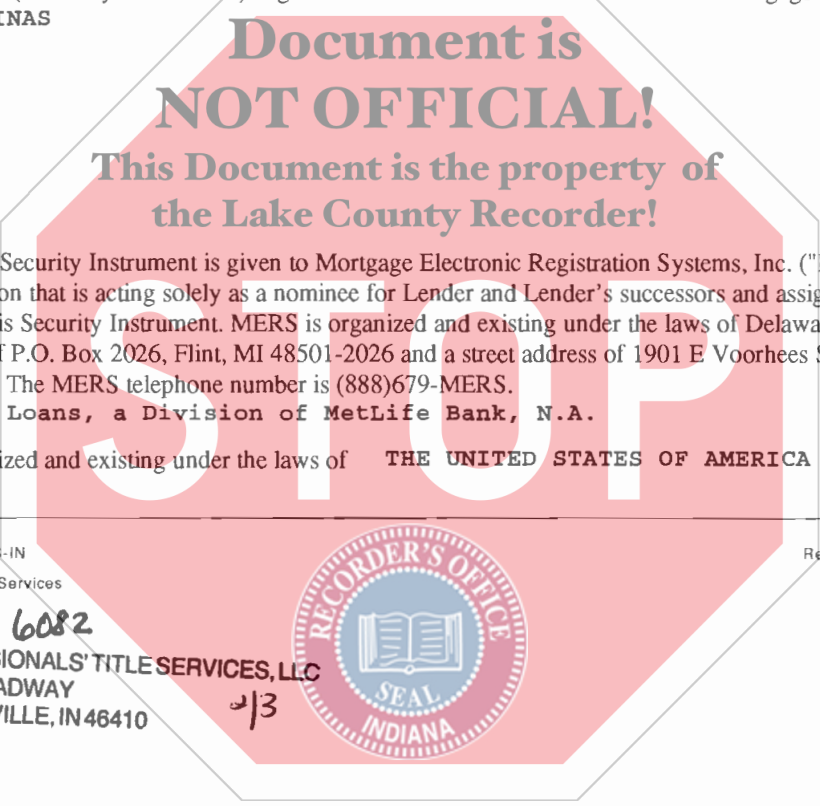 INAS
Document is
NOT OFFICIAL!
This Document is the property of
the Lake County Recorder!
Security Instrument is given to Mortgage Electronic Registration Systems, Inc. ("
on that is acting solely as a nominee for Lender and Lender's successors and assig
is Security Instrument. MERS is organized and existing under the laws of Delawa
P.O. Box 2026, Flint, MI 48501-2026 and a street address of 1901 E Voorhees S
The MERS telephone number is (888)679-MERS.
Loans, a Division of MetLife Bank, N.A.
ized and existing under the laws of THE UNITED STATES OF AMERICA
STOP
-IN Re
Services
6082
SIONALS' TITLE SERVICES, LLC
ADWAY
VILLE, IN 46410
2/3
RECORDER'S OFFICE
SEAL
INDIANA